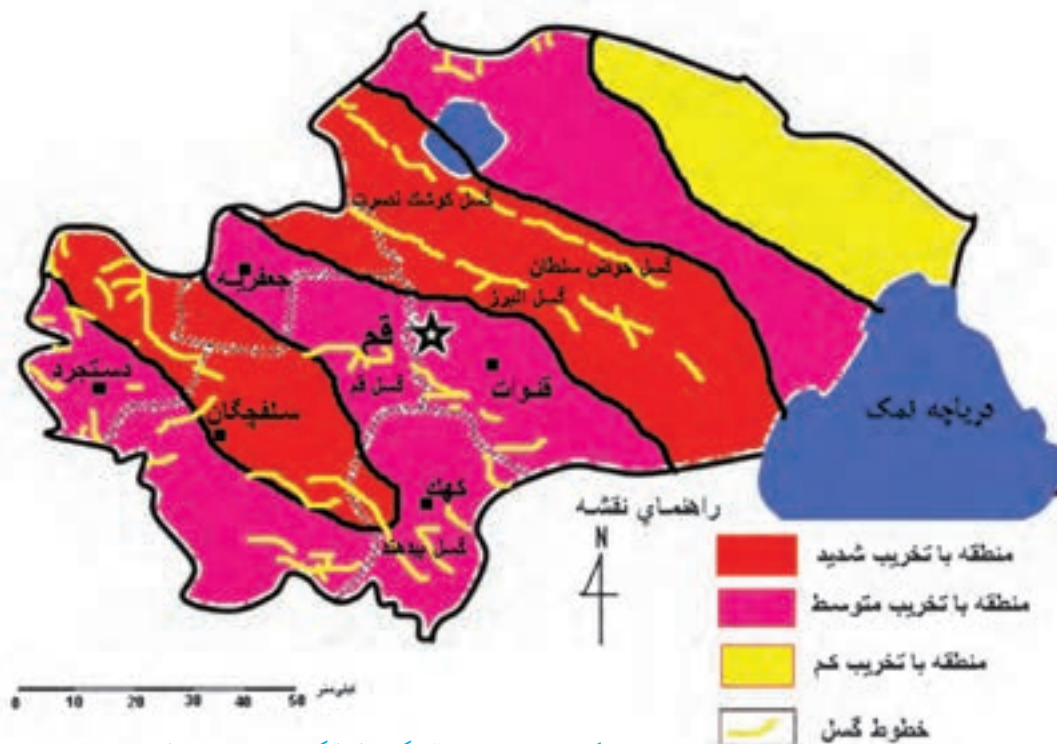 گسل کوشک نصرت
گسل حوض سلطان
گسل البرز
جعفریه
قم
گسل قم
قنوات
دستجرد
سلفچگان
کهک
گسل بیدهند
دریاچه نمک
راهنمای نقشه
N
منطقه با تخریب شدید
منطقه با تخریب متوسط
منطقه با تخریب کم
خطوط گسل
0 10 20 30 40 50 کیلومتر